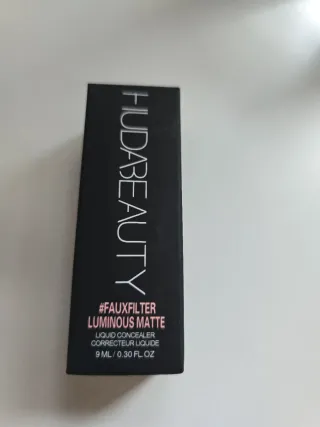 HUDABEAUTY
#FAUXFILTER
LUMINOUS MATTE
LIQUID CONCEALER
CORRECTEUR LIQUIDE
9 ML / 0.30 FL. OZ